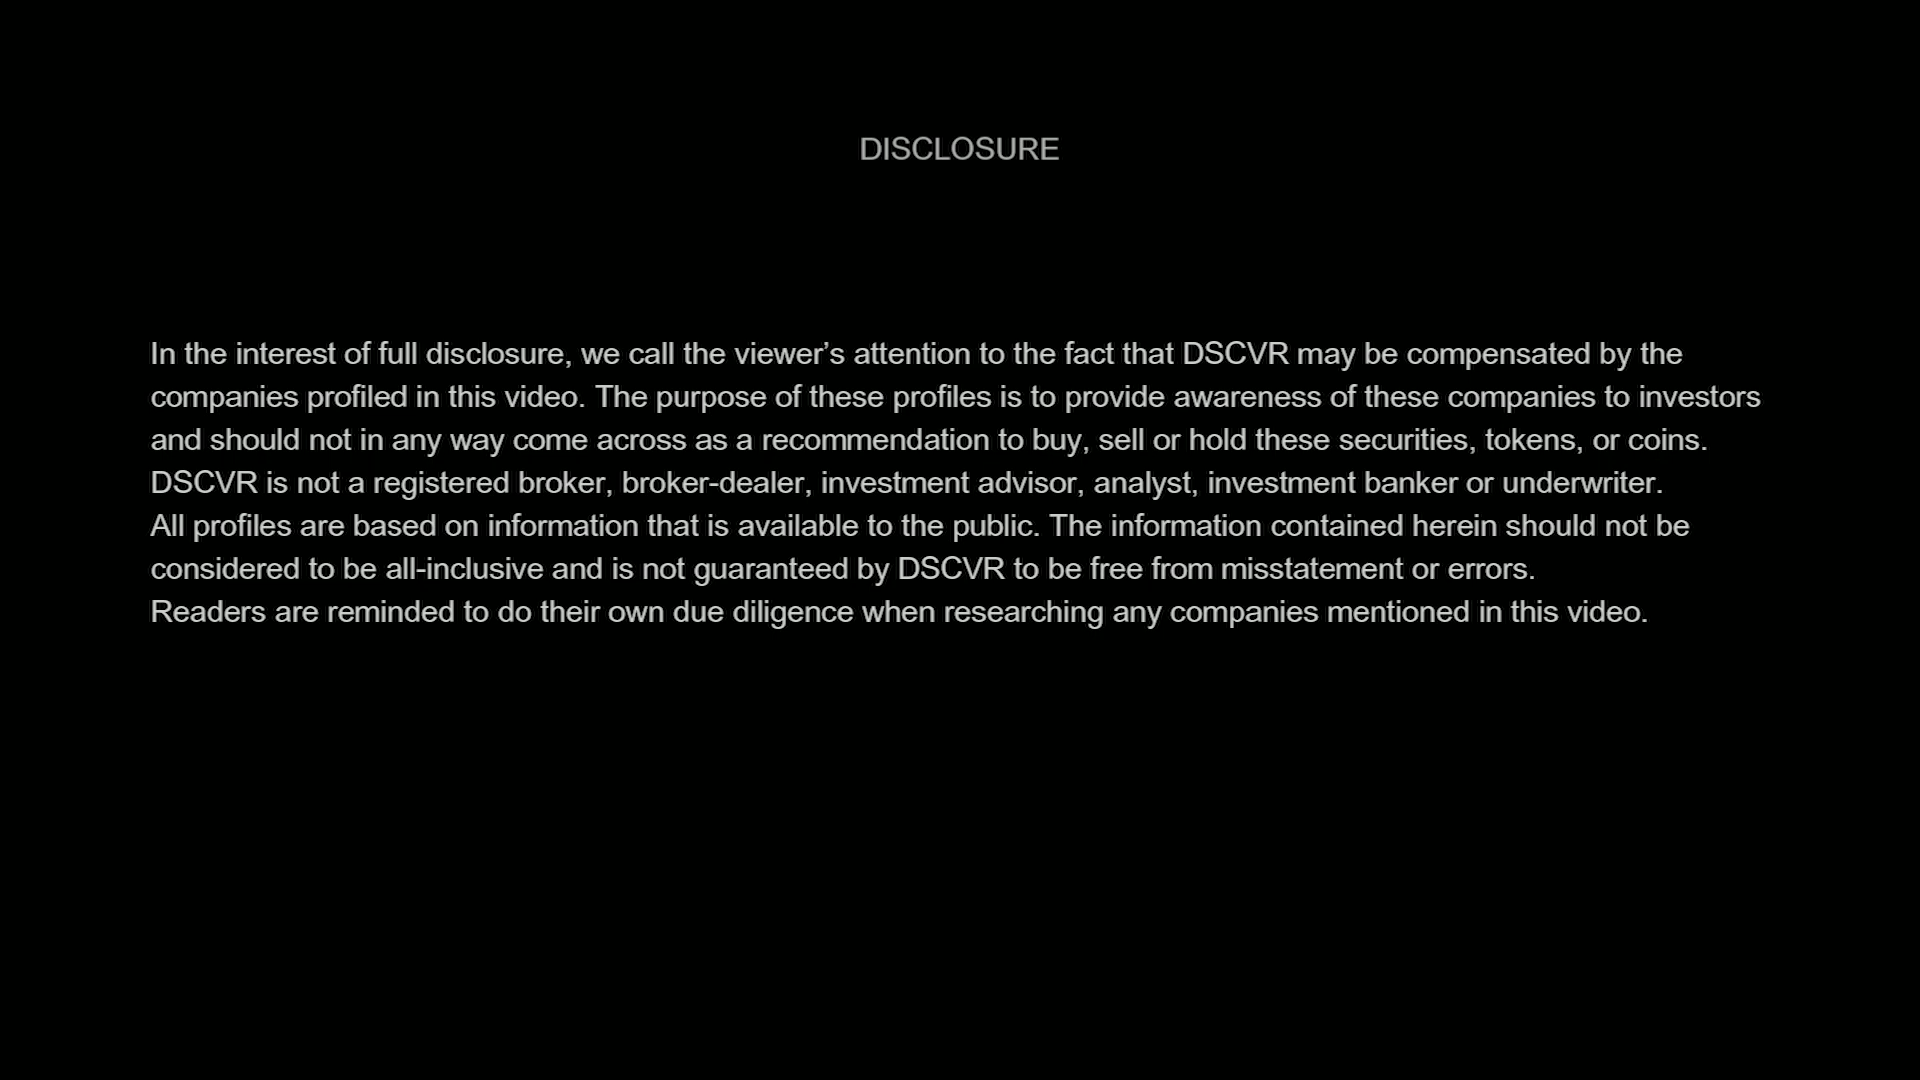 DISCLOSURE
In the interest of full disclosure, we call the viewer’s attention to the fact that DSCVR may be compensated by the
companies profiled in this video. The purpose of these profiles is to provide awareness of these companies to investors
and should not in any way come across as a recommendation to buy, sell or hold these securities, tokens, or coins.
DSCVR is not a registered broker, broker-dealer, investment advisor, analyst, investment banker or underwriter.
All profiles are based on information that is available to the public. The information contained herein should not be
considered to be all-inclusive and is not guaranteed by DSCVR to be free from misstatement or errors.
Readers are reminded to do their own due diligence when researching any companies mentioned in this video.